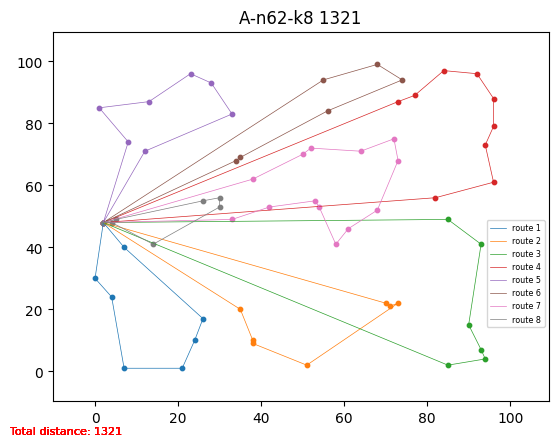 A-n62-k8 1321
100
80
60
40
20
0
0 20 40 60 80 100
route 1
route 2
route 3
route 4
route 5
route 6
route 7
route 8
Total distance: 1321